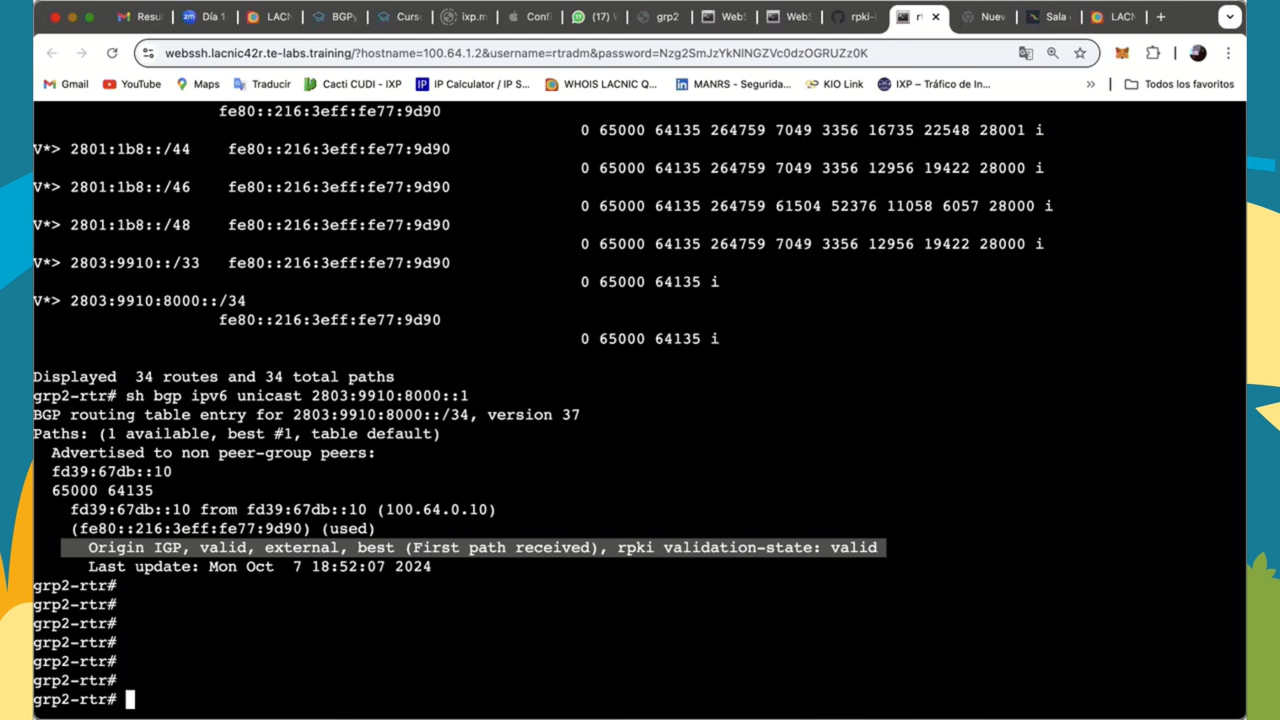 Resu
Día 1
LACN
BGPy
Curso
ixp.m
Confi
(17) W
grp2
WebS
WebS
rpki-
rt
Nuev
Sala
LACN
webssh.lacnic42r.te-labs.training/?hostname=100.64.1.2&username=rtradm&password=Nzg2SmJzYkNINGZVc0dzOGRUZz0K
Gmail
YouTube
Maps
Traducir
Cacti CUDI - IXP
IP Calculator / IP S...
WHOIS LACNIC Q...
MANRS - Segurida...
KIO Link
IXP – Tráfico de In...
»
Todos los favoritos
fe80::216:3eff:fe77:9d90
0 65000 64135 264759 7049 3356 16735 22548 28001 i
V*> 2801:1b8::/44 fe80::216:3eff:fe77:9d90
0 65000 64135 264759 7049 3356 12956 19422 28000 i
V*> 2801:1b8::/46 fe80::216:3eff:fe77:9d90
0 65000 64135 264759 61504 52376 11058 6057 28000 i
V*> 2801:1b8::/48 fe80::216:3eff:fe77:9d90
0 65000 64135 264759 7049 3356 12956 19422 28000 i
V*> 2803:9910::/33 fe80::216:3eff:fe77:9d90
0 65000 64135 i
V*> 2803:9910:8000::/34
fe80::216:3eff:fe77:9d90
0 65000 64135 i
Displayed 34 routes and 34 total paths
grp2-rtr# sh bgp ipv6 unicast 2803:9910:8000::1
BGP routing table entry for 2803:9910:8000::/34, version 37
Paths: (1 available, best #1, table default)
Advertised to non peer-group peers:
fd39:67db::10
65000 64135
fd39:67db::10 from fd39:67db::10 (100.64.0.10)
(fe80::216:3eff:fe77:9d90) (used)
Origin IGP, valid, external, best (First path received), rpki validation-state: valid
Last update: Mon Oct 7 18:52:07 2024
grp2-rtr#
grp2-rtr#
grp2-rtr#
grp2-rtr#
grp2-rtr#
grp2-rtr#
grp2-rtr#